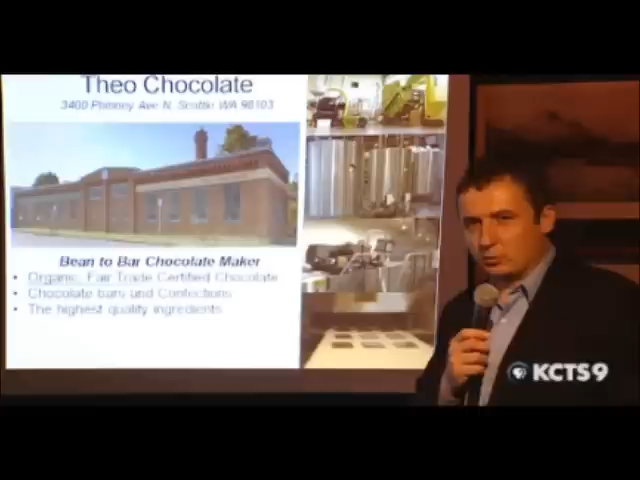 Theo Chocolate
3400 Phinney Ave N. Seattle WA 98103
Bean to Bar Chocolate Maker
• Organic, Fair Trade Certified Chocolate
• Chocolate bars and Confections
• The highest quality ingredients
KCTS9